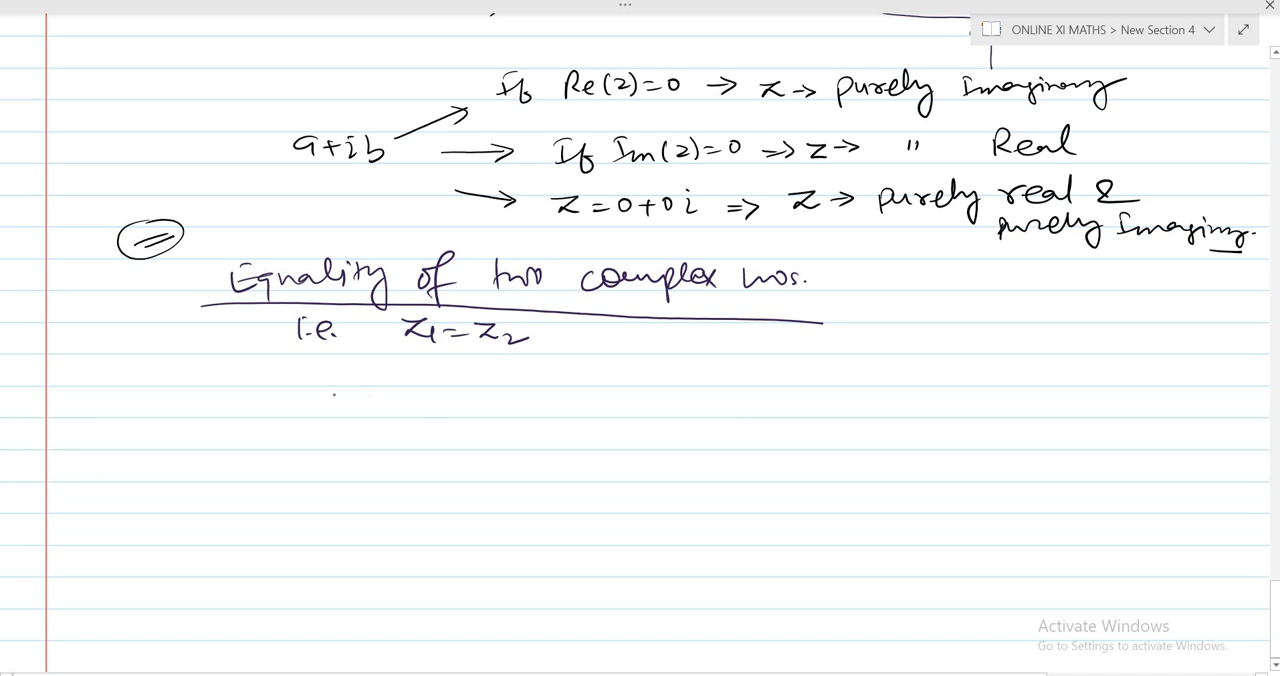 ONLINE XI MATHS > New Section 4
If Re(z)=0 → z → purely Imaginary
a+ib
If Im(z)=0 ⇒ z → " Real
z=0+0i ⇒ z → purely real &
purely Imaginary.
Equality of two complex nos.
i.e. z1=z2
Activate Windows
Go to Settings to activate Windows.